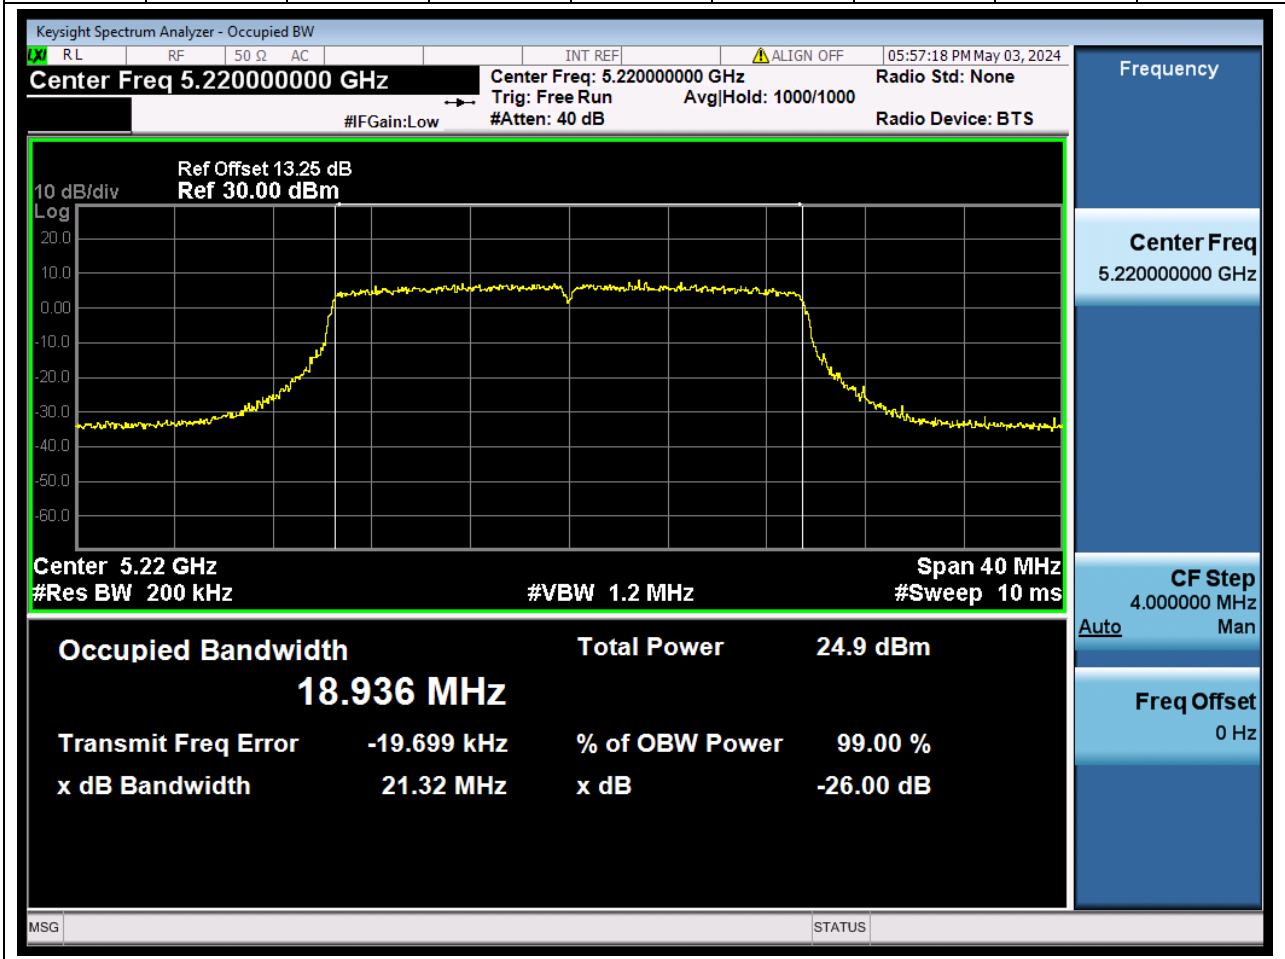 Keysight Spectrum Analyzer - Occupied BW
LXI RL RF 50 Ω AC INT REF ALIGN OFF 05:57:18 PM May 03, 2024
Center Freq 5.220000000 GHz
Center Freq: 5.220000000 GHz
Radio Std: None
Trig: Free Run Avg|Hold: 1000/1000
#IFGain:Low
#Atten: 40 dB
Radio Device: BTS
Ref Offset 13.25 dB
10 dB/div Ref 30.00 dBm
Log
20.0
10.0
0.00
-10.0
-20.0
-30.0
-40.0
-50.0
-60.0
Center 5.22 GHz Span 40 MHz
#Res BW 200 kHz #VBW 1.2 MHz #Sweep 10 ms
Occupied Bandwidth Total Power 24.9 dBm
18.936 MHz
Transmit Freq Error -19.699 kHz % of OBW Power 99.00 %
x dB Bandwidth 21.32 MHz x dB -26.00 dB
MSG STATUS
Frequency
Center Freq
5.220000000 GHz
CF Step
4.000000 MHz
Auto Man
Freq Offset
0 Hz